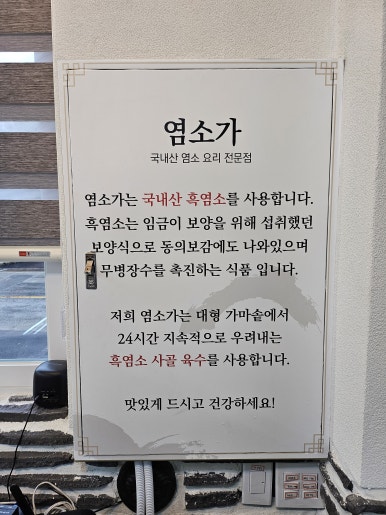 염소가
국내산 염소 요리 전문점
염소가는 국내산 흑염소를 사용합니다.
흑염소는 임금이 보양을 위해 섭취했던
보양식으로 동의보감에도 나와있으며
무병장수를 촉진하는 식품 입니다.
저희 염소가는 대형 가마솥에서
24시간 지속적으로 우려내는
흑염소 사골 육수를 사용합니다.
맛있게 드시고 건강하세요!